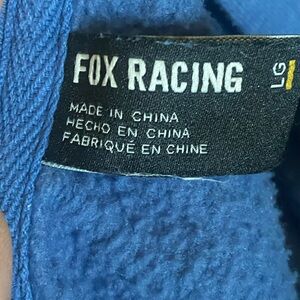 FOX RACING
LG
MADE IN CHINA
HECHO EN CHINA
FABRIQUÉ EN CHINE